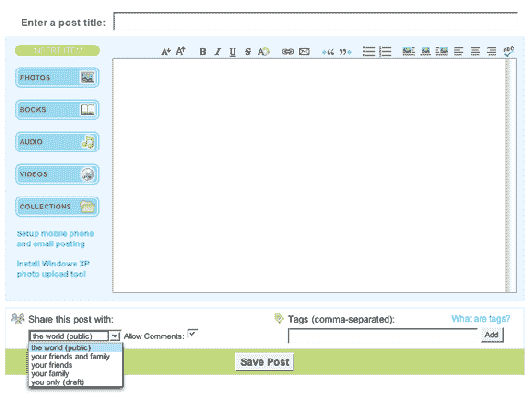 Enter a post title:
INSERT ITEM
A A B I U S
PHOTOS
BOOKS
AUDIO
VIDEOS
COLLECTIONS
Setup mobile phone
and email posting
Install Windows XP
photo upload tool
Share this post with:
Tags (comma-separated):
What are tags?
the world (public)
Allow Comments:
Add
the world (public)
your friends and family
your friends
your family
you only (draft)
Save Post